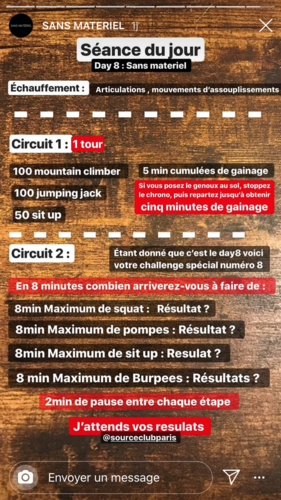 SANS MATERIEL 1j
Séance du jour
Day 8 : Sans materiel
Échauffement :
Articulations , mouvements d'assouplissements
Circuit 1 : 1 tour
100 mountain climber
100 jumping jack
50 sit up
5 min cumulées de gainage
Si vous posez le genoux au sol, stoppez
le chrono, puis repartez jusqu'à obtenir
cinq minutes de gainage
Circuit 2 :
Étant donné que c'est le day8 voici
votre challenge spécial numéro 8
En 8 minutes combien arriverez-vous à faire de :
8min Maximum de squat : Résultat ?
8min Maximum de pompes : Résultat ?
8min Maximum de sit up : Resulat ?
8 min Maximum de Burpees : Résultats ?
2min de pause entre chaque étape
J'attends vos resulats
@sourceclubparis
Envoyer un message